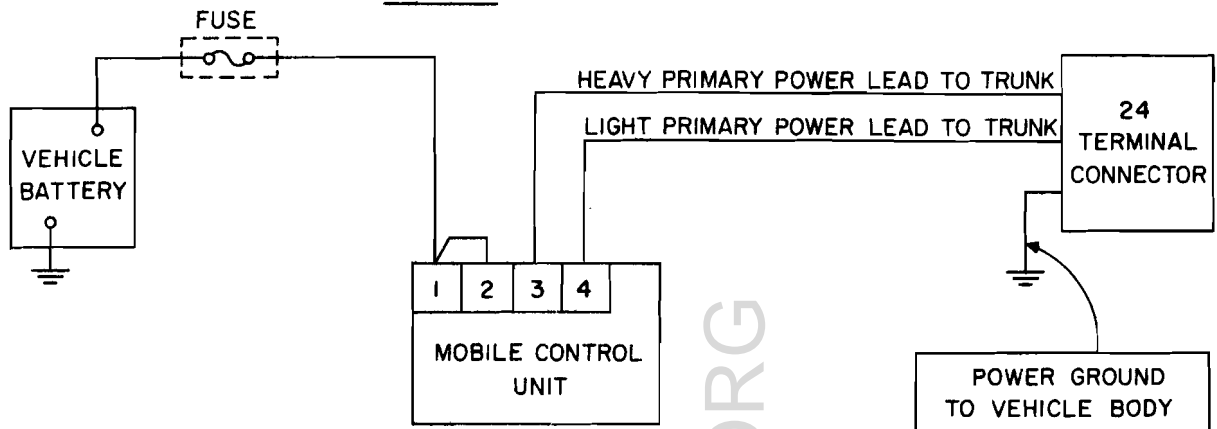 FUSE
HEAVY PRIMARY POWER LEAD TO TRUNK
LIGHT PRIMARY POWER LEAD TO TRUNK
24
TERMINAL
CONNECTOR
VEHICLE
BATTERY
1 2 3 4
MOBILE CONTROL
UNIT
POWER GROUND
TO VEHICLE BODY
ORG